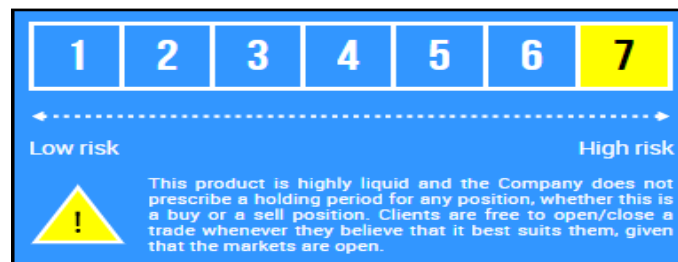 1 2 3 4 5 6 7
Low risk High risk
!
This product is highly liquid and the Company does not
prescribe a holding period for any position, whether this is
a buy or a sell position. Clients are free to open/close a
trade whenever they believe that it best suits them, given
that the markets are open.